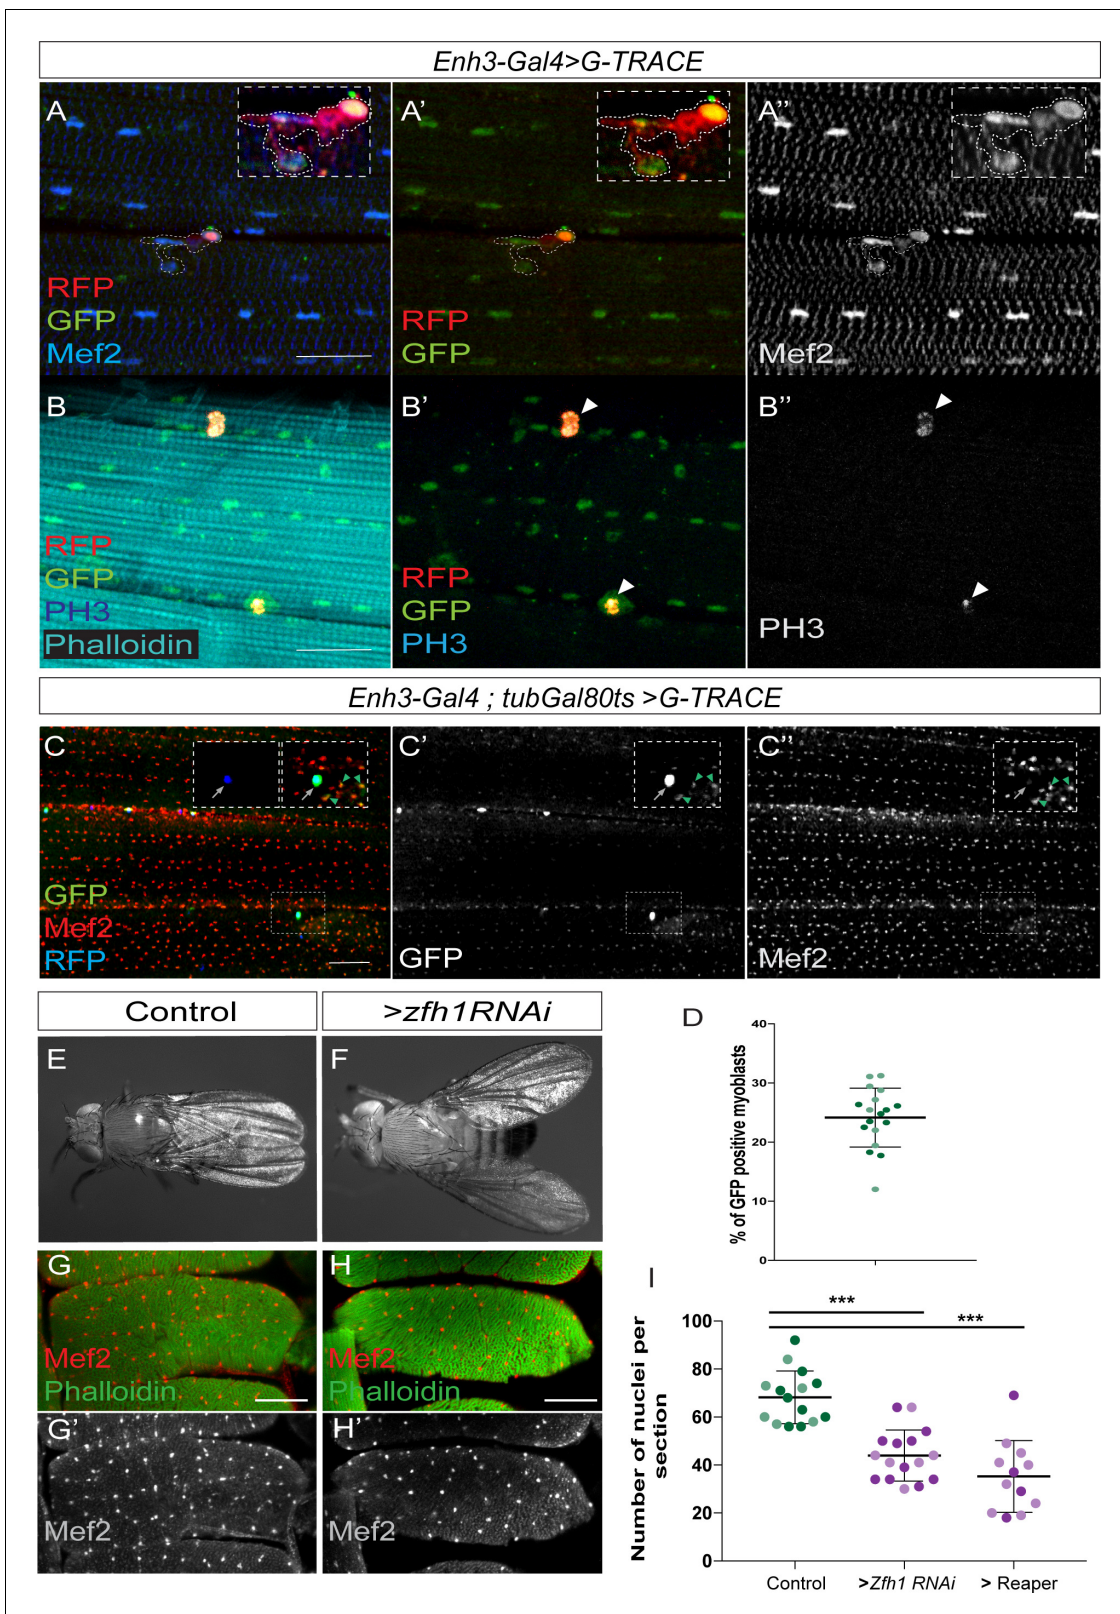 Enh3-Gal4>G-TRACE
A
RFP
GFP
Mef2
A'
RFP
GFP
A''
Mef2
B
RFP
GFP
PH3
Phalloidin
B'
RFP
GFP
PH3
B''
PH3
Enh3-Gal4 ; tubGal80ts >G-TRACE
C
GFP
Mef2
RFP
C'
GFP
C''
Mef2
Control
>zfh1RNAi
E
F
D
% of GFP positive myoblasts
40
30
20
10
0
G
Mef2
Phalloidin
H
Mef2
Phalloidin
G'
Mef2
H'
Mef2
I
***
***
Number of nuclei per
section
100
80
60
40
20
0
Control
>Zfh1 RNAi
> Reaper